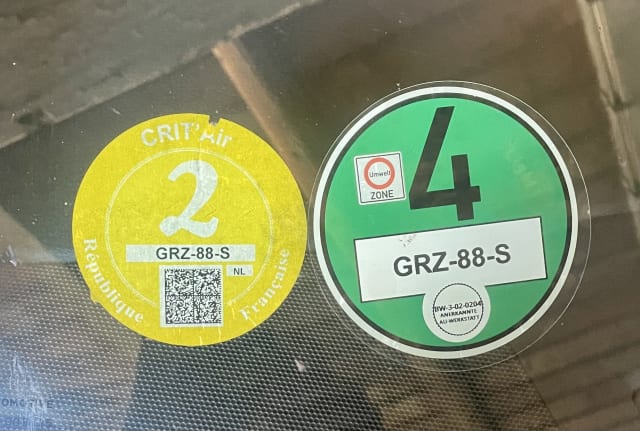 CRIT'Air
2
GRZ-88-S
NL
République Française
4
Umwelt
ZONE
GRZ-88-S
BW-3-02-0204
ANERKANNTE
AU-WERKSTATT